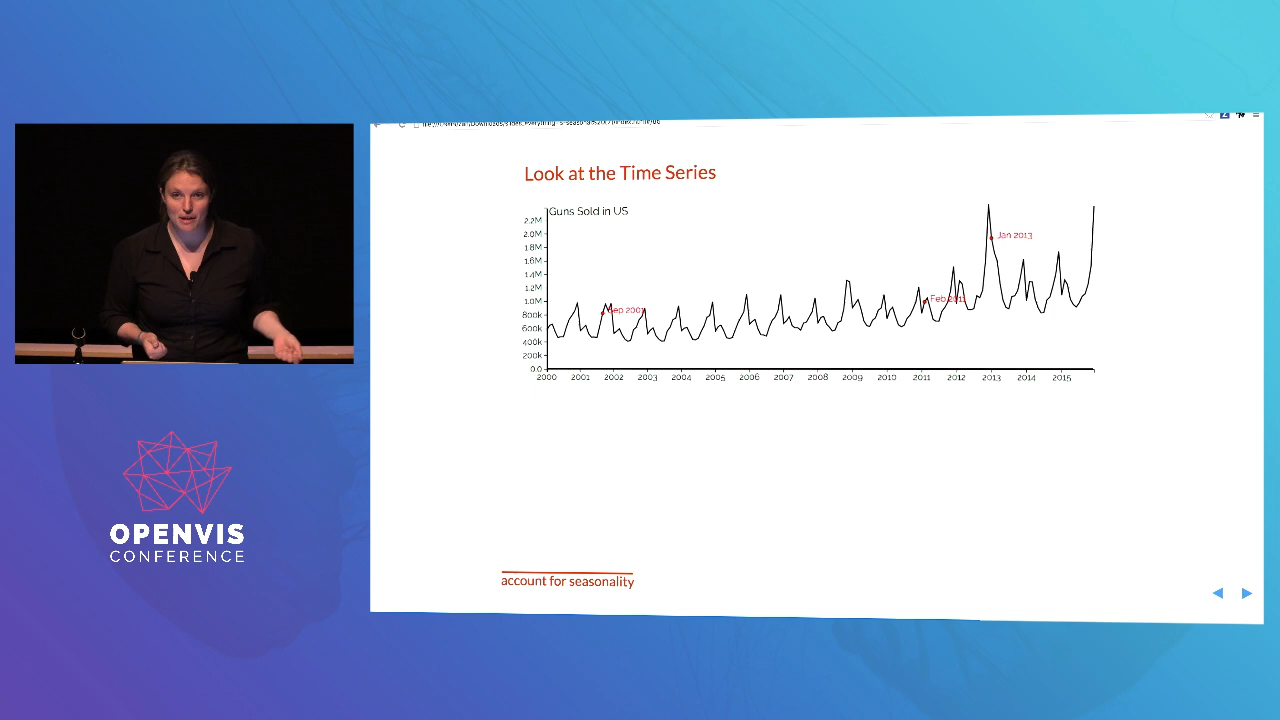 Look at the Time Series
Guns Sold in US
2.2M
2.0M
1.8M
1.6M
1.4M
1.2M
1.0M
800k
600k
400k
200k
0.0
Sep 2001
Feb 2011
Jan 2013
2000 2001 2002 2003 2004 2005 2006 2007 2008 2009 2010 2011 2012 2013 2014 2015
account for seasonality
OPENVIS
CONFERENCE